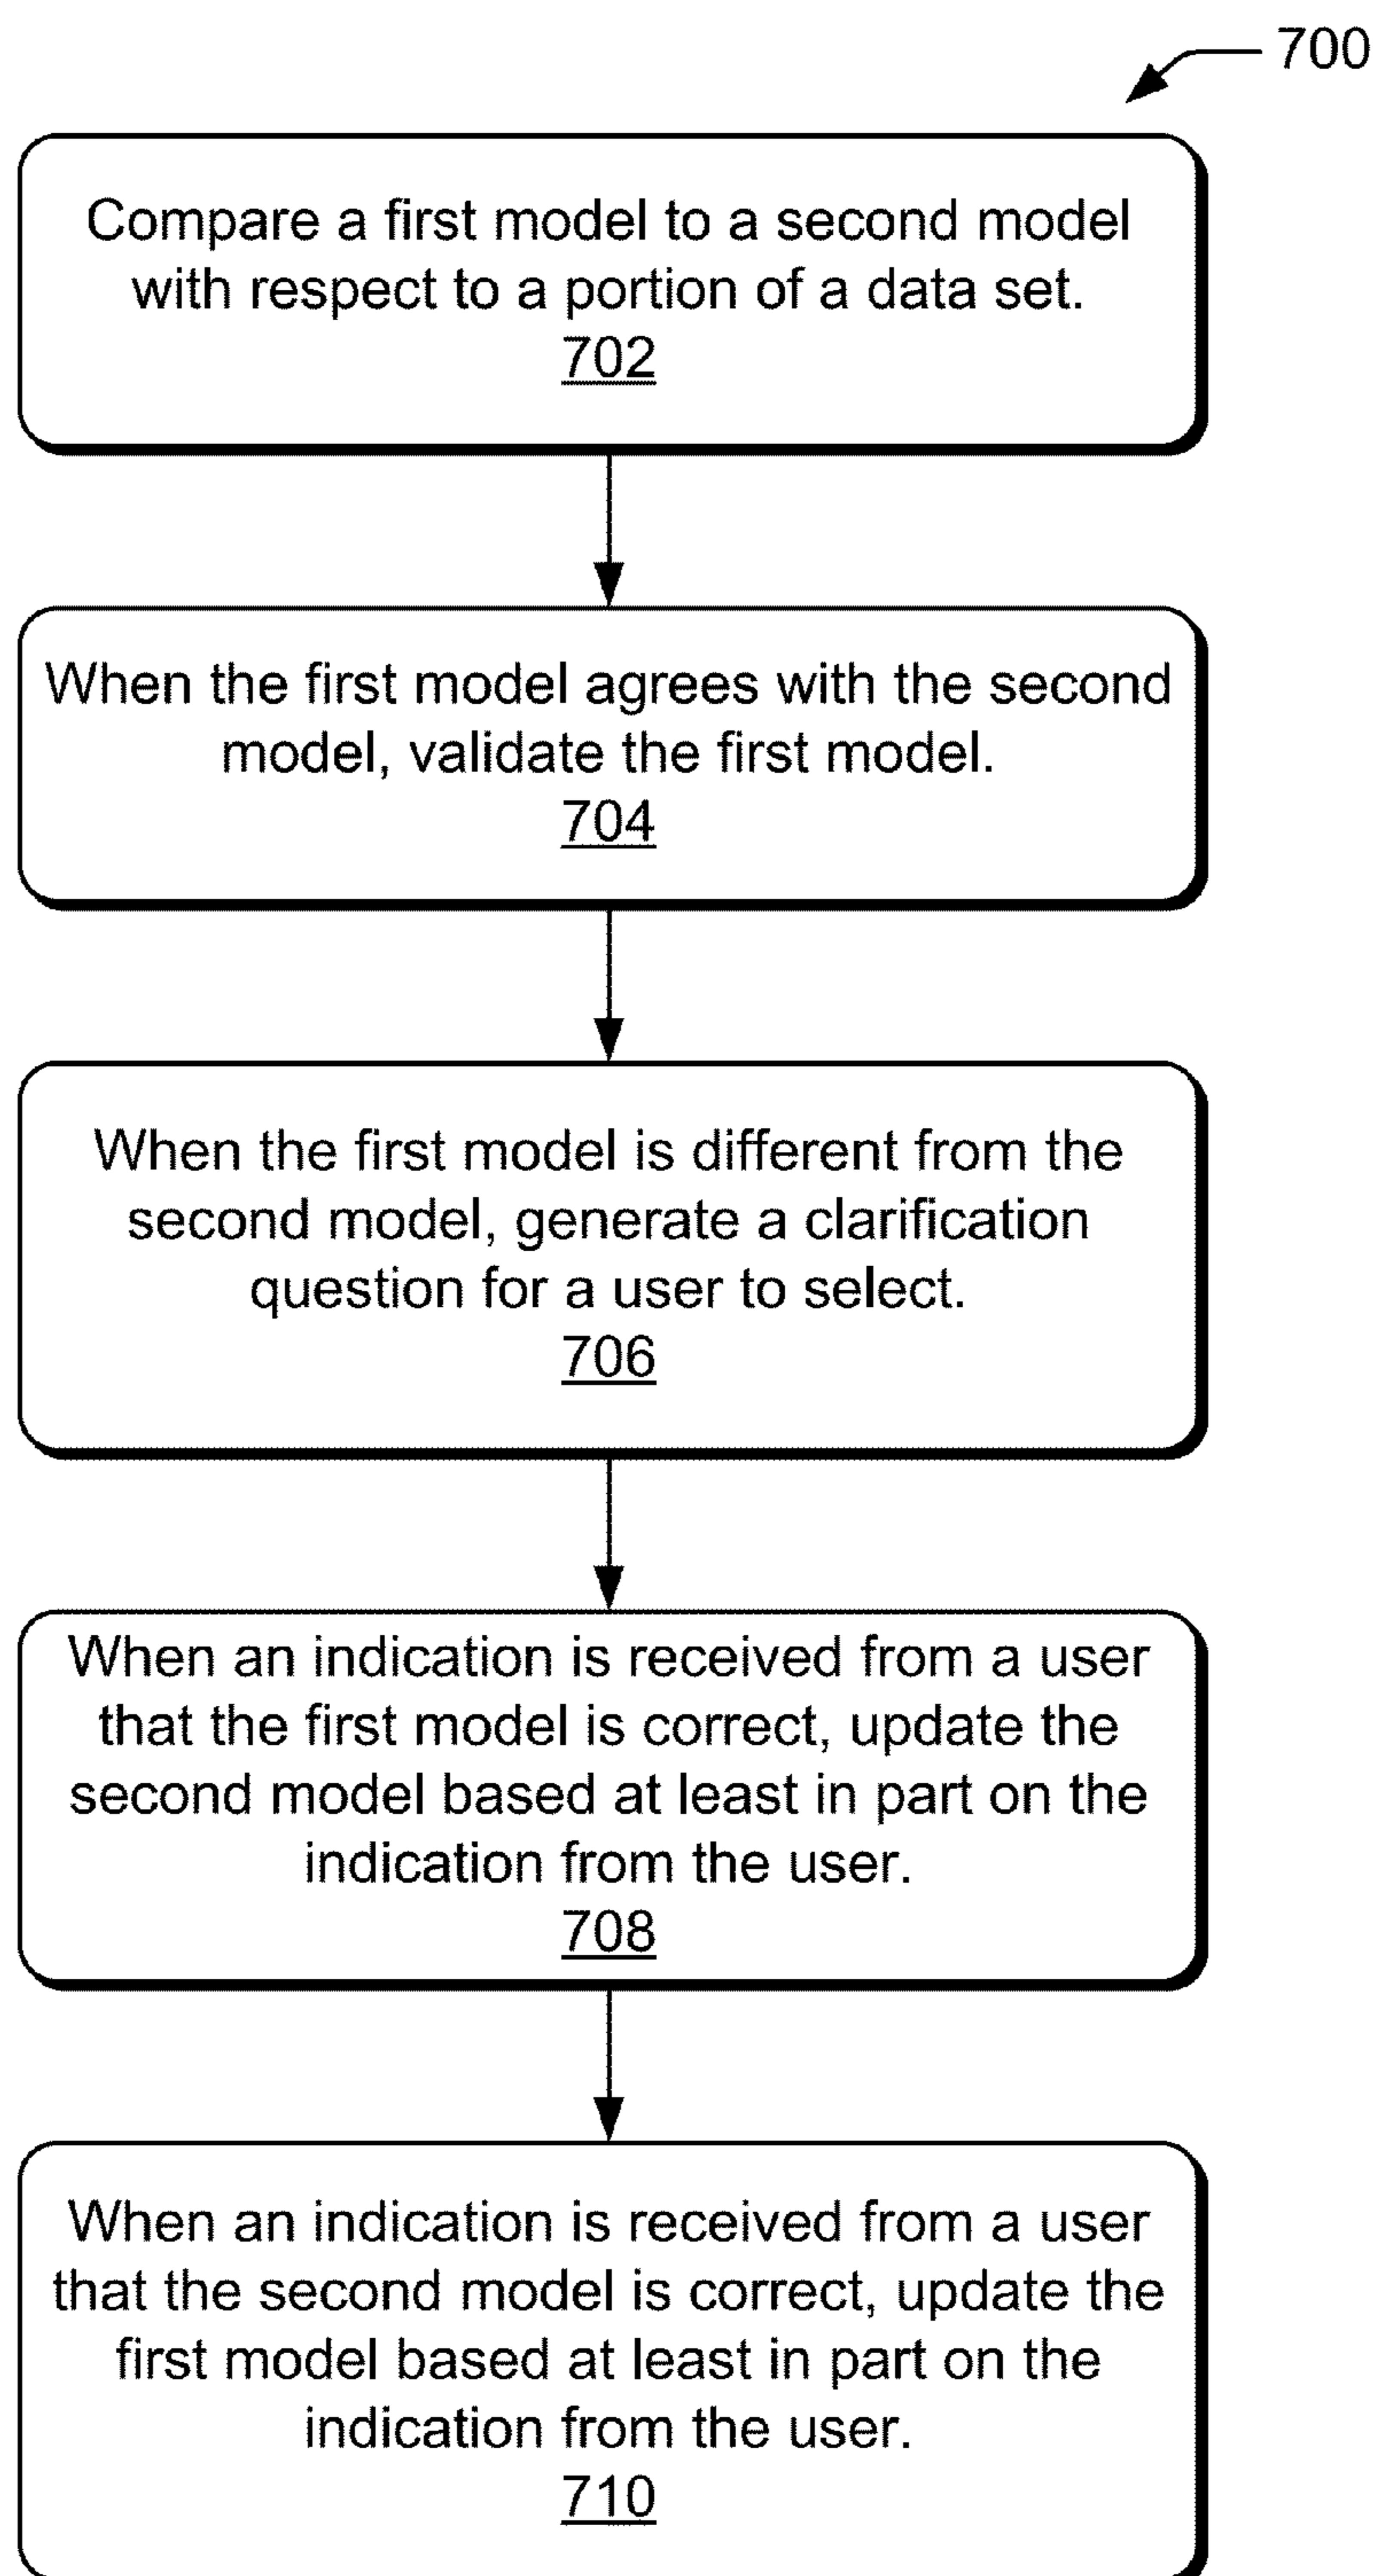 700
Compare a first model to a second model
with respect to a portion of a data set.
702
When the first model agrees with the second
model, validate the first model.
704
When the first model is different from the
second model, generate a clarification
question for a user to select.
706
When an indication is received from a user
that the first model is correct, update the
second model based at least in part on the
indication from the user.
708
When an indication is received from a user
that the second model is correct, update the
first model based at least in part on the
indication from the user.
710